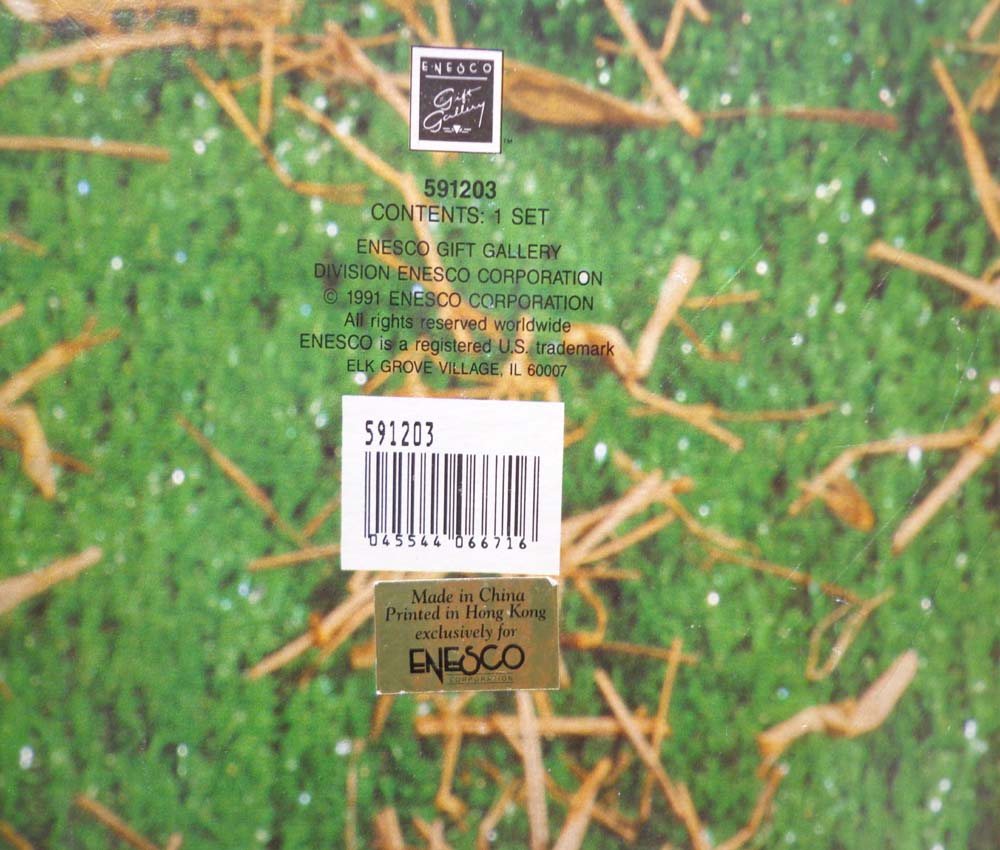 ENESCO
Gift
Gallery
™
591203
CONTENTS: 1 SET
ENESCO GIFT GALLERY
DIVISION ENESCO CORPORATION
© 1991 ENESCO CORPORATION
All rights reserved worldwide
ENESCO is a registered U.S. trademark
ELK GROVE VILLAGE, IL 60007
591203
045544 066716
Made in China
Printed in Hong Kong
exclusively for
ENESCO
CORPORATION